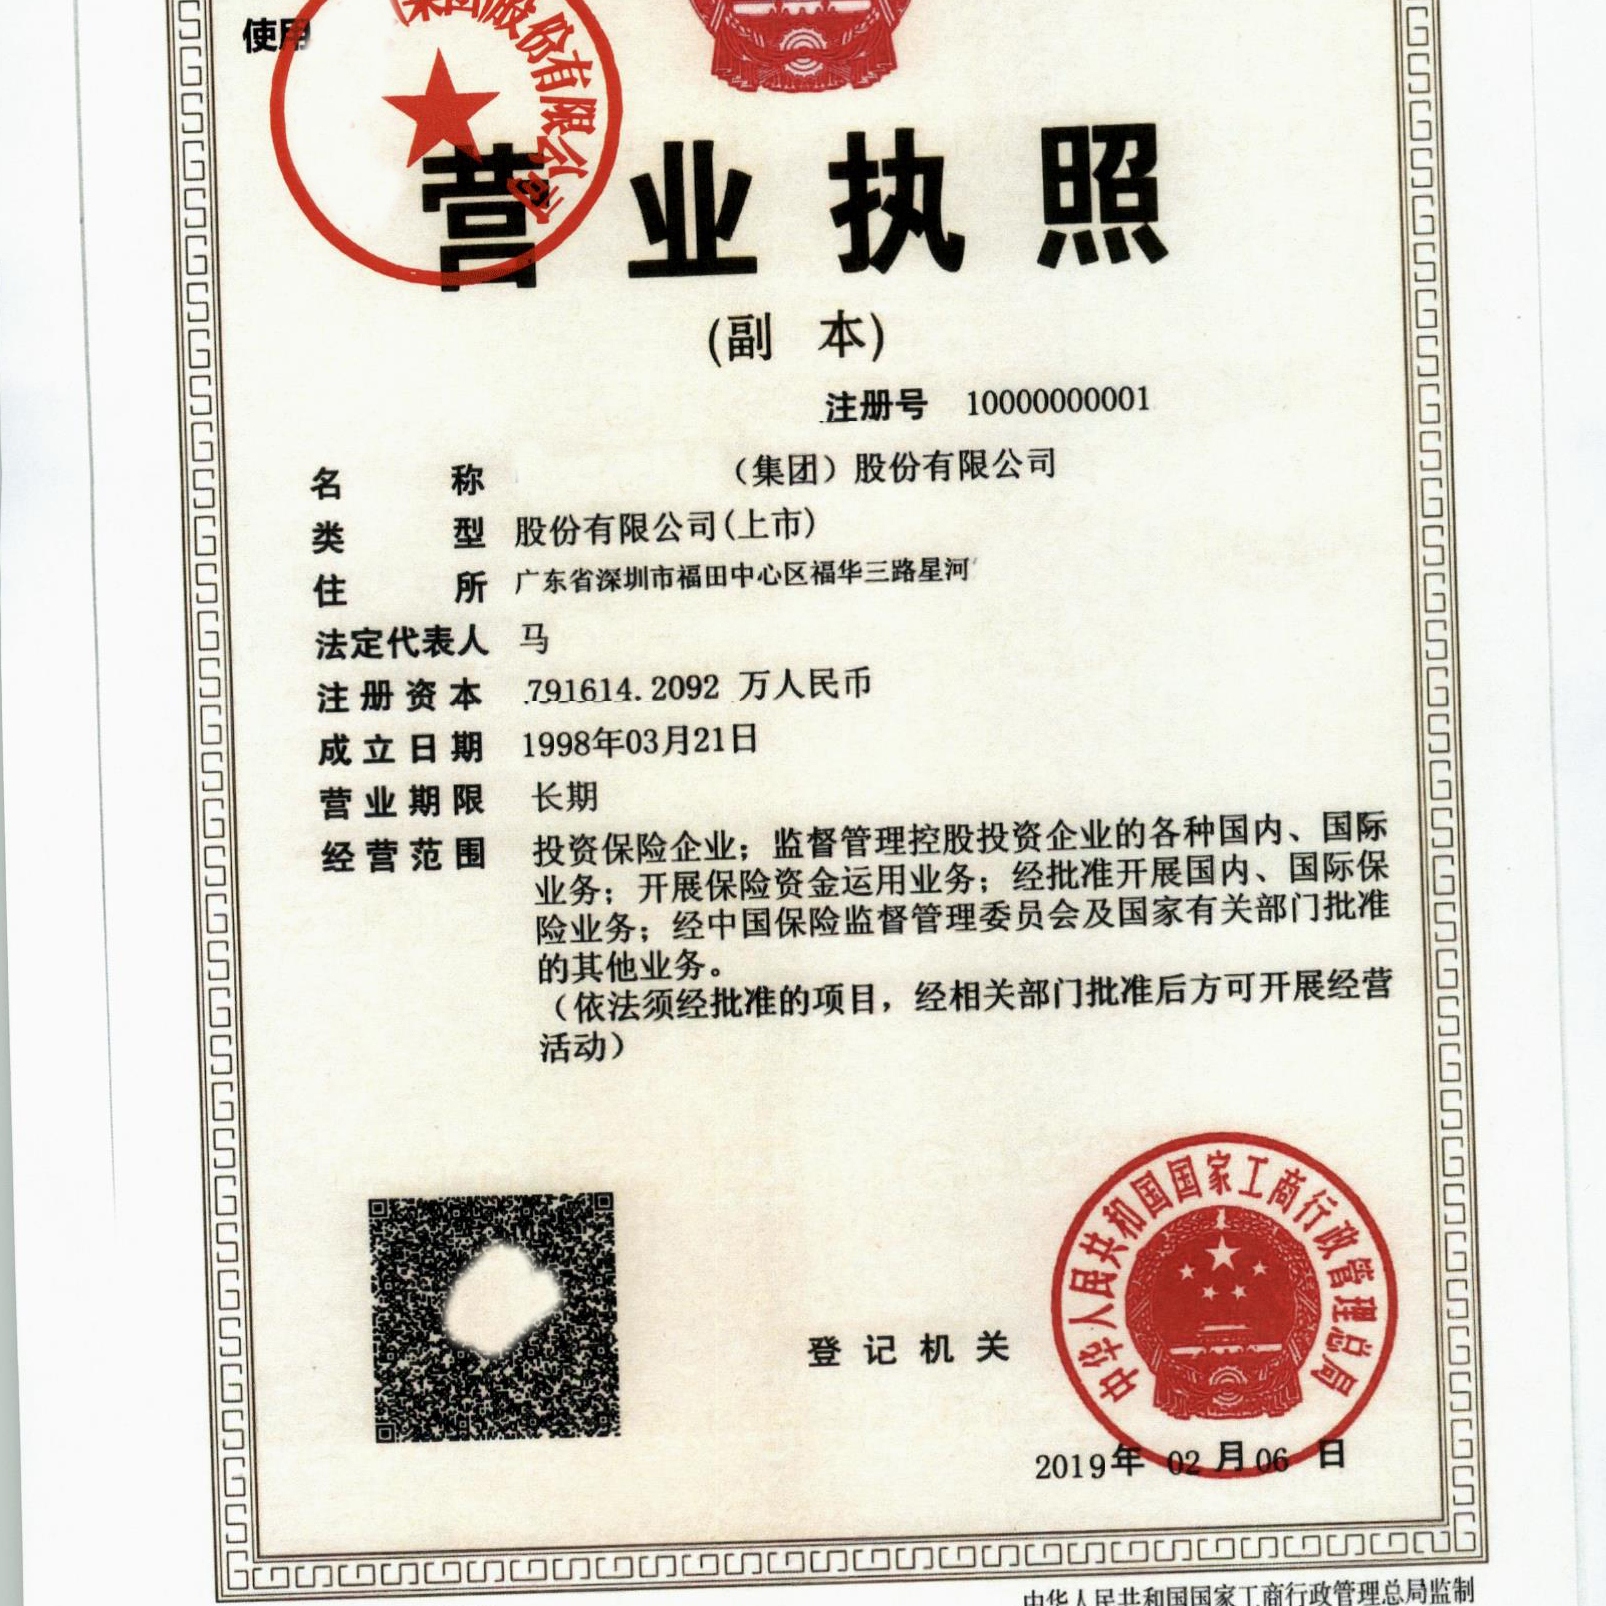 使用
集团股份有限公司
营业执照
(副 本)
注册号 10000000001
名 称 （集团）股份有限公司
类 型 股份有限公司(上市)
住 所 广东省深圳市福田中心区福华三路星河
法定代表人 马
注册资本 791614.2092 万人民币
成立日期 1998年03月21日
营业期限 长期
经营范围 投资保险企业；监督管理控股投资企业的各种国内、国际
业务；开展保险资金运用业务；经批准开展国内、国际保
险业务；经中国保险监督管理委员会及国家有关部门批准
的其他业务。
（依法须经批准的项目，经相关部门批准后方可开展经营
活动）
中华人民共和国国家工商行政管理总局
登记机关
2019年 02 月 06 日
中华人民共和国国家工商行政管理总局监制